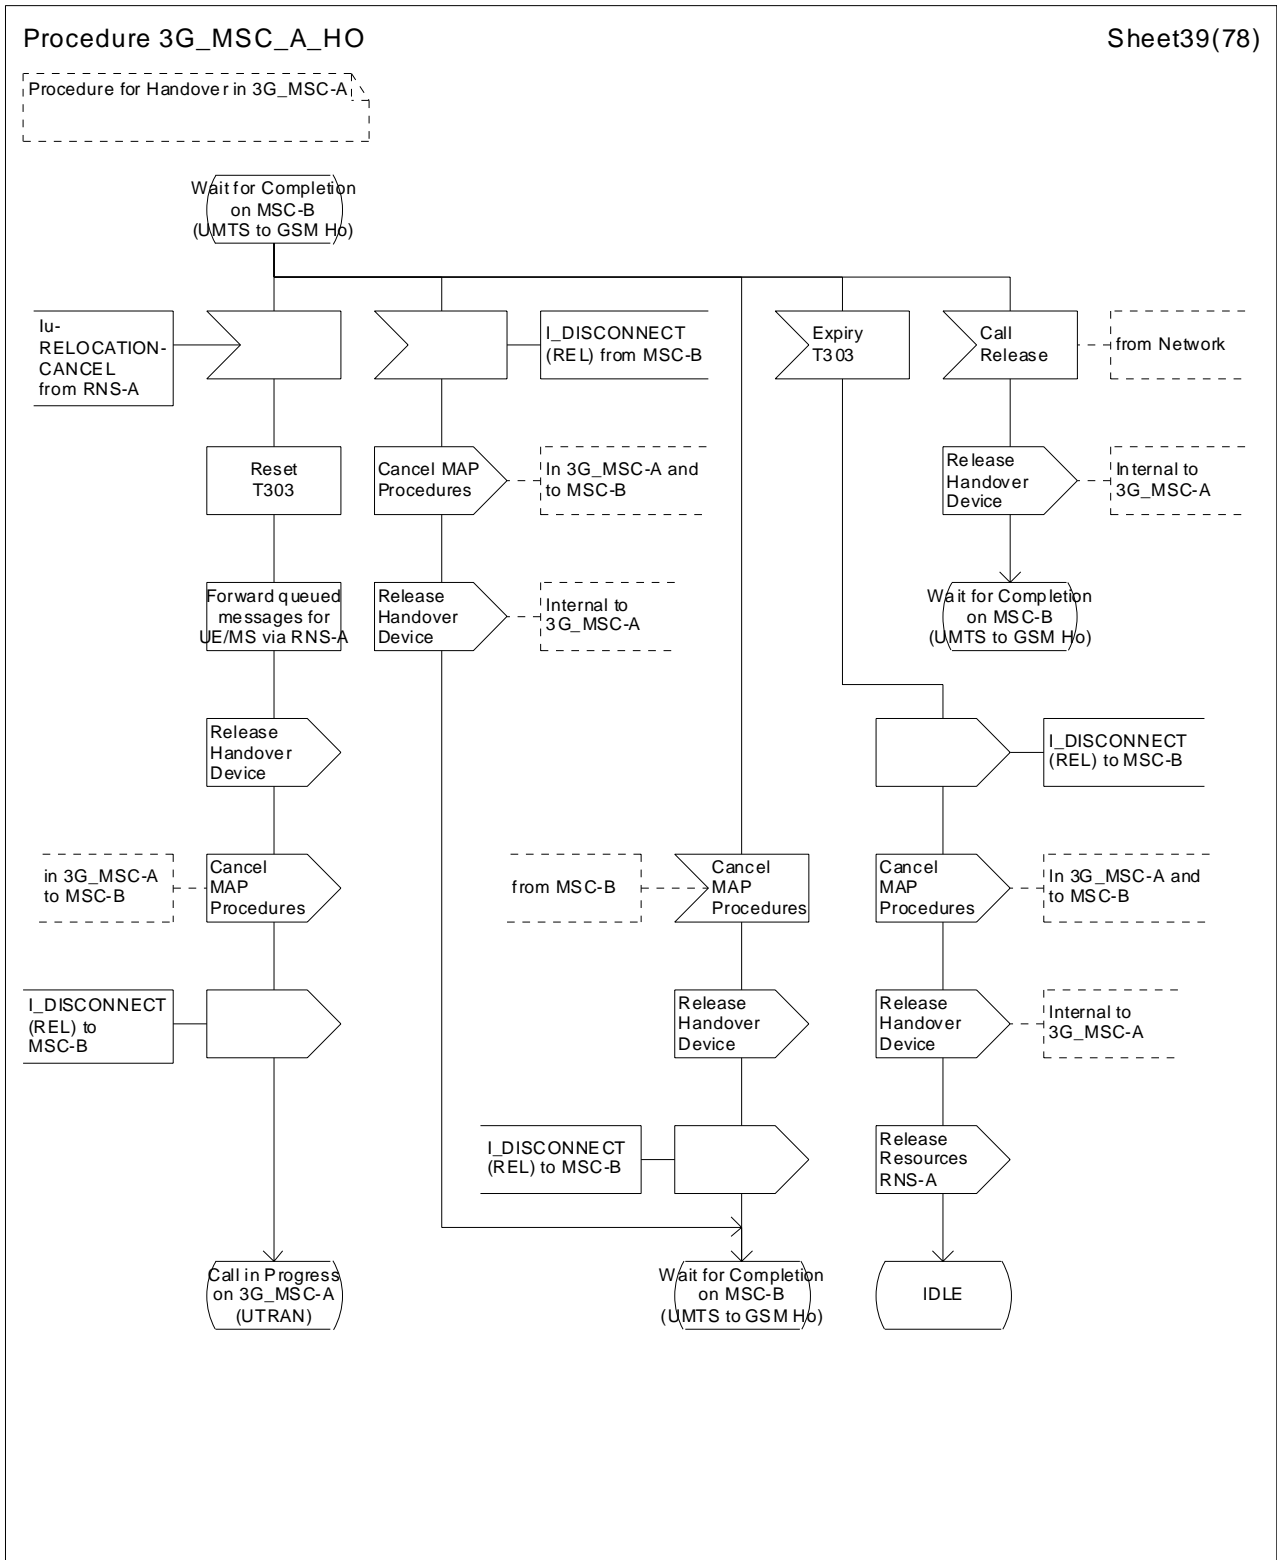 Procedure 3G_MSC_A_HO
Sheet39(78)
Procedure for Handover in 3G_MSC-A
Wait for Completion
on MSC-B
(UMTS to GSM Ho)
Iu-
RELOCATION-
CANCEL
from RNS-A
I_DISCONNECT
(REL) from MSC-B
Expiry
T303
Call
Release
from Network
Reset
T303
Cancel MAP
Procedures
In 3G_MSC-A and
to MSC-B
Release
Handover
Device
Internal to
3G_MSC-A
Forward queued
messages for
UE/MS via RNS-A
Release
Handover
Device
Internal to
3G_MSC-A
Wait for Completion
on MSC-B
(UMTS to GSM Ho)
Release
Handover
Device
I_DISCONNECT
(REL) to MSC-B
in 3G_MSC-A
to MSC-B
Cancel
MAP
Procedures
from MSC-B
Cancel
MAP
Procedures
Cancel
MAP
Procedures
In 3G_MSC-A and
to MSC-B
I_DISCONNECT
(REL) to
MSC-B
Release
Handover
Device
Release
Handover
Device
Internal to
3G_MSC-A
I_DISCONNECT
(REL) to MSC-B
Release
Resources
RNS-A
Call in Progress
on 3G_MSC-A
(UTRAN)
Wait for Completion
on MSC-B
(UMTS to GSM Ho)
IDLE